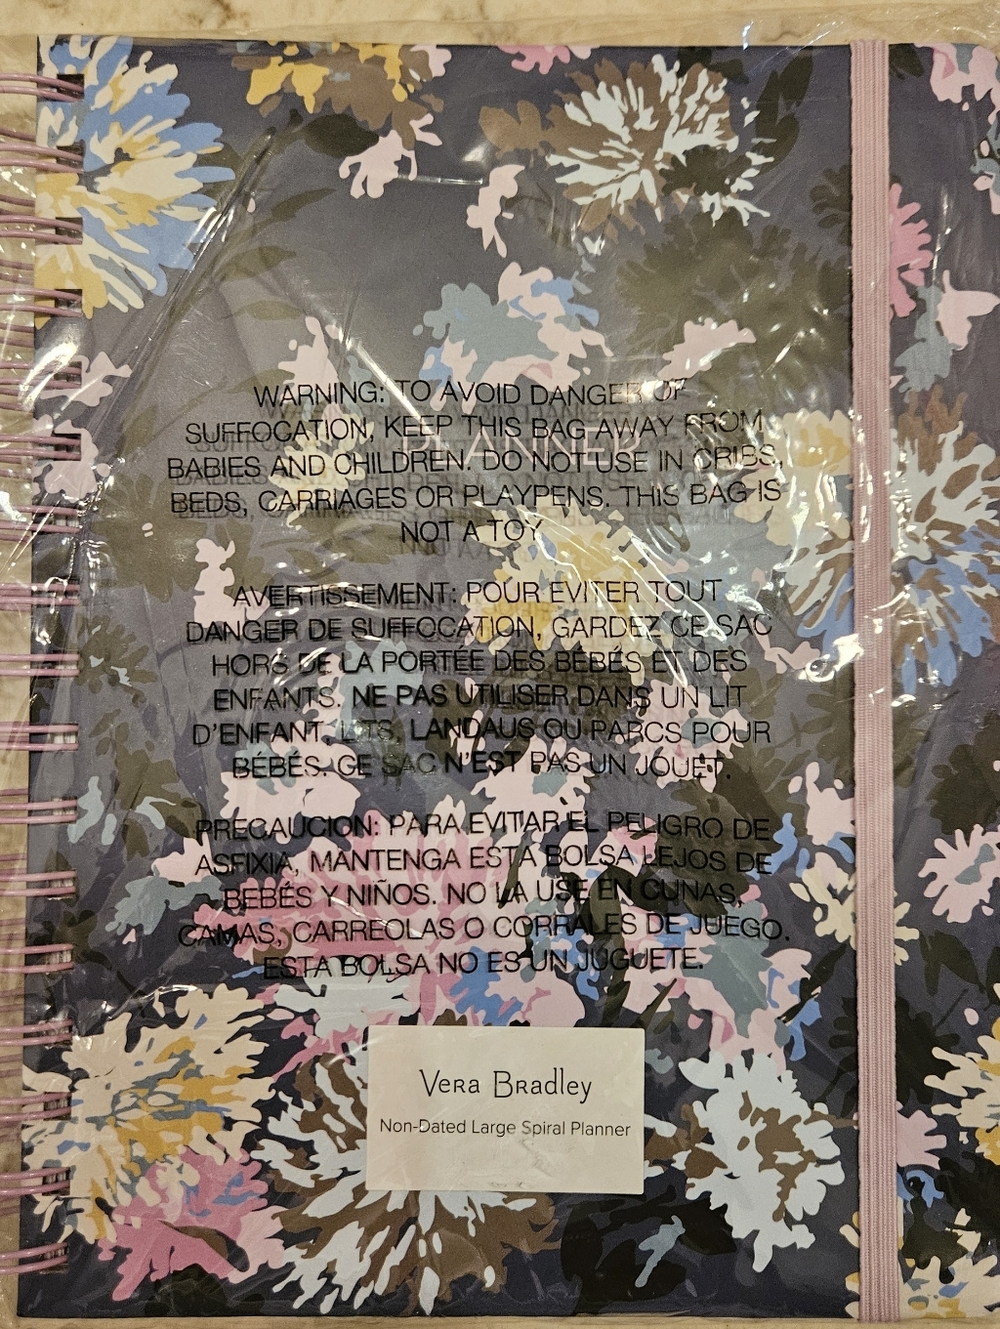 WARNING: TO AVOID DANGER OF
SUFFOCATION, KEEP THIS BAG AWAY FROM
PLANNER
BABIES AND CHILDREN. DO NOT USE IN CRIBS,
BEDS, CARRIAGES OR PLAYPENS. THIS BAG IS
NOT A TOY
AVERTISSEMENT: POUR EVITER TOUT
DANGER DE SUFFOCATION, GARDEZ CE SAC
HORS DE LA PORTÉE DES BÉBÉS ET DES
ENFANTS. NE PAS UTILISER DANS UN LIT
D'ENFANT, LITS, LANDAUS OU PARCS POUR
BÉBÉS. CE SAC N'EST PAS UN JOUET.
PRECAUCION: PARA EVITAR EL PELIGRO DE
ASFIXIA, MANTENGA ESTA BOLSA LEJOS DE
BEBÉS Y NIÑOS. NO LA USE EN CUNAS,
CAMAS, CARREOLAS O CORRALES DE JUEGO.
ESTA BOLSA NO ES UN JUGUETE.
Vera Bradley
Non-Dated Large Spiral Planner